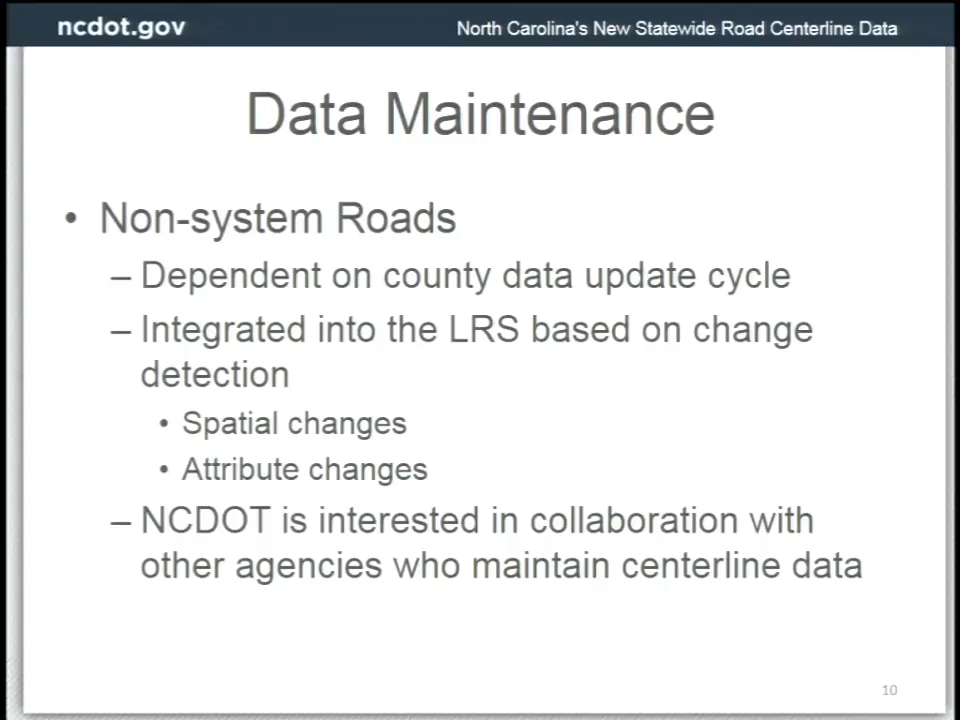 ncdot.gov
North Carolina's New Statewide Road Centerline Data
Data Maintenance
• Non-system Roads
– Dependent on county data update cycle
– Integrated into the LRS based on change
detection
• Spatial changes
• Attribute changes
– NCDOT is interested in collaboration with
other agencies who maintain centerline data
10